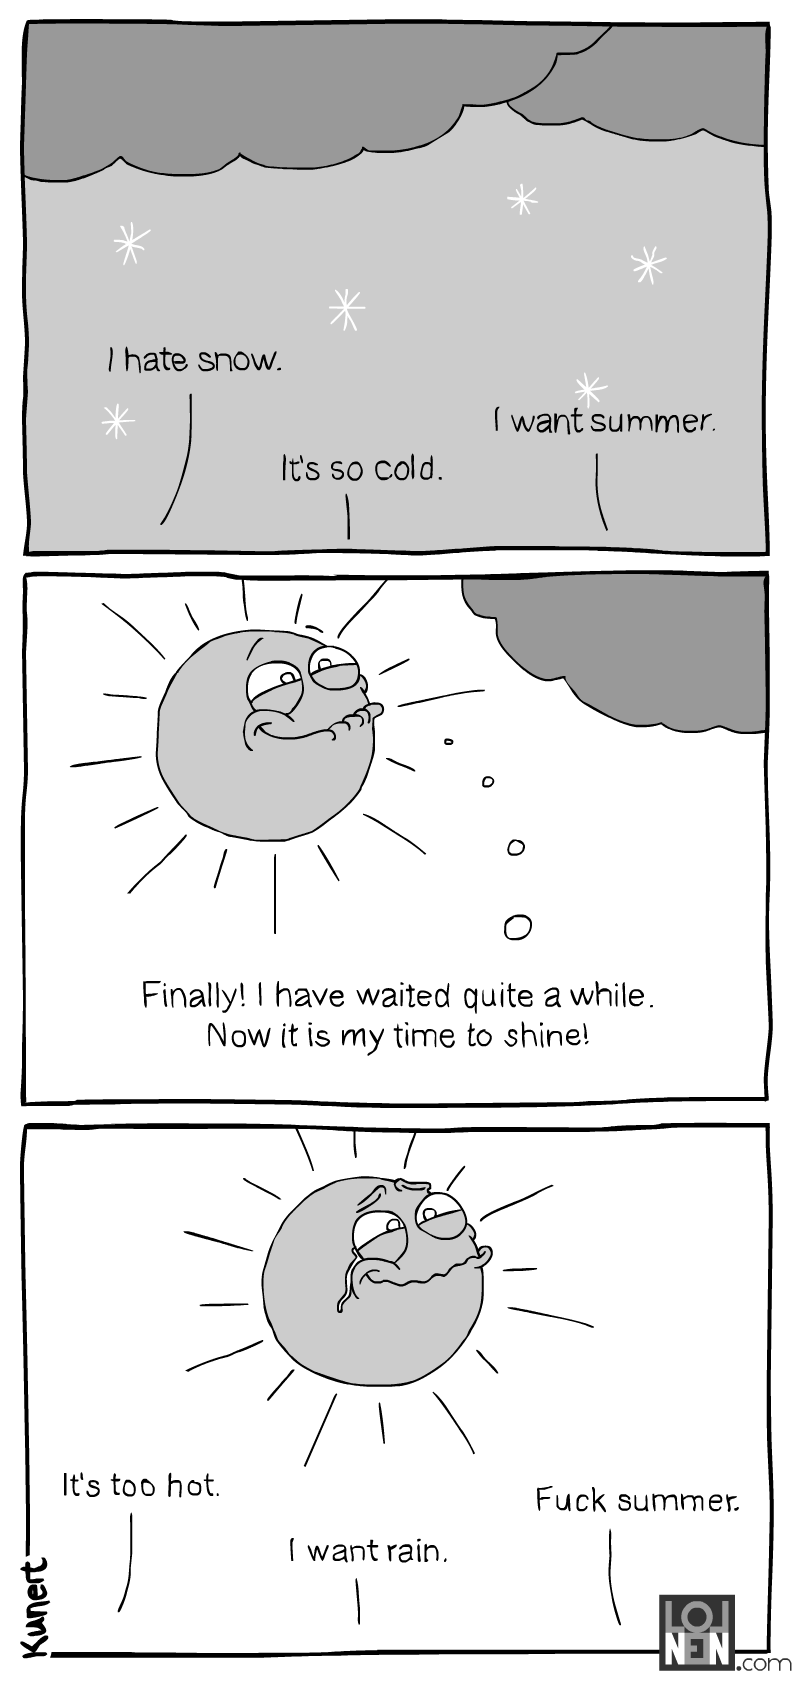 I hate snow.
It's so cold.
I want summer.
Finally! I have waited quite a while.
Now it is my time to shine!
It's too hot.
I want rain.
Fuck summer.
Kunert
LOL
NEN
.com